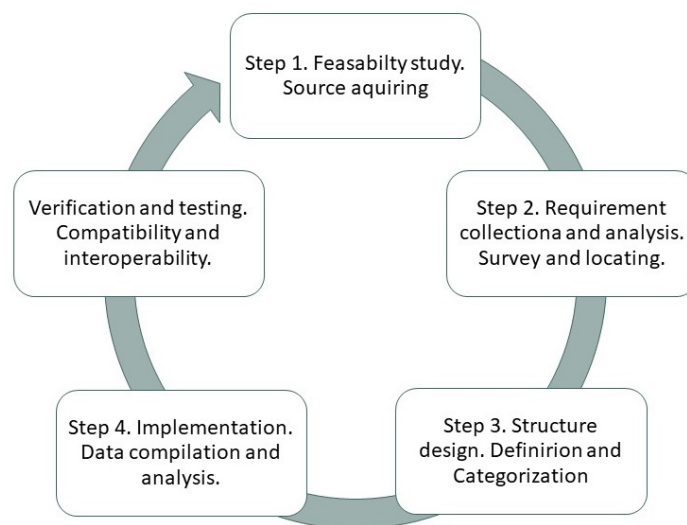 Step 1. Feasabilty study.
Source aquiring
Step 2. Requirement
collectiona and analysis.
Survey and locating.
Step 3. Structure
design. Definirion and
Categorization
Step 4. Implementation.
Data compilation and
analysis.
Verification and testing.
Compatibility and
interoperability.